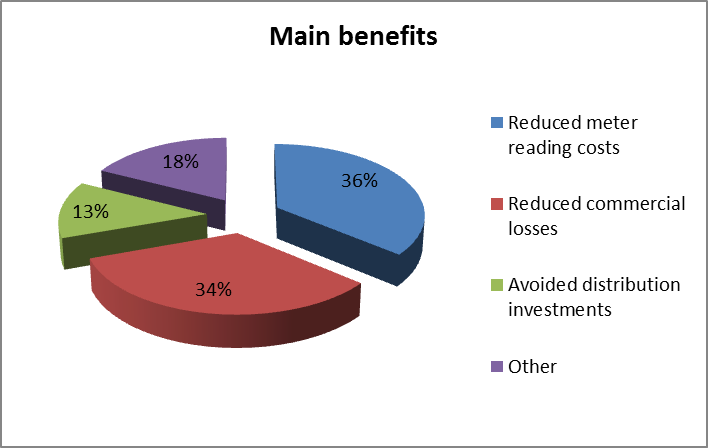 Main benefits
18%
36%
13%
34%
Reduced meter
reading costs
Reduced commercial
losses
Avoided distribution
investments
Other